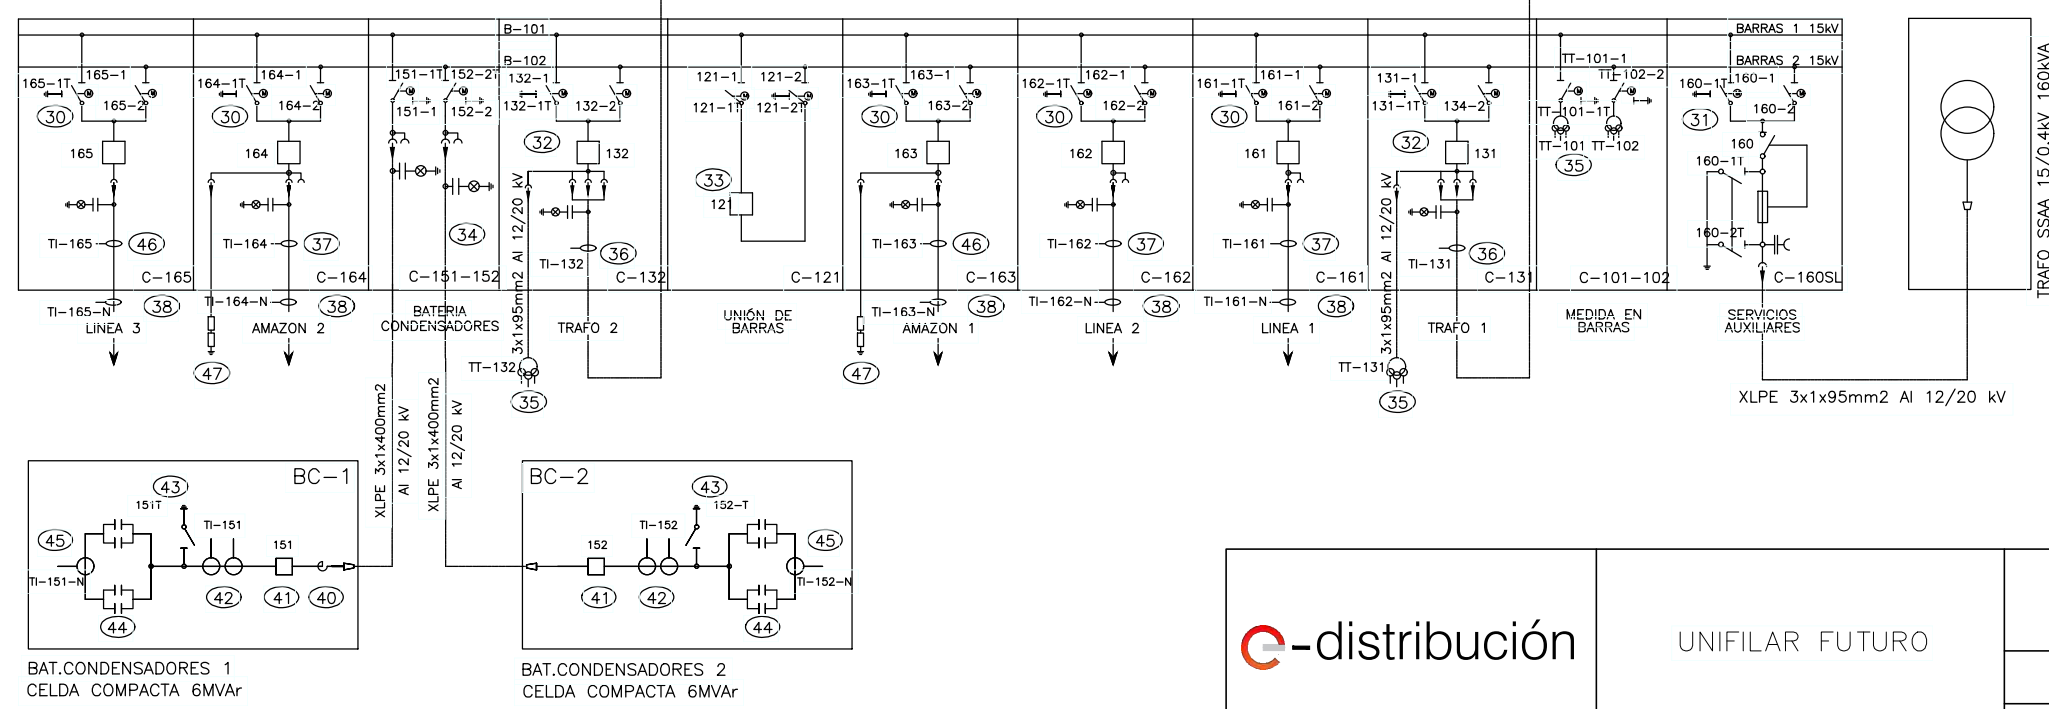 B-101
BARRAS 1 15kV
B-102
BARRAS 2 15kV
165-1T
165-1
165-2
30
165
TI-165
46
C-165
TI-165-N
38
LINEA 3
164-1T
164-1
164-2
30
164
TI-164
37
C-164
TI-164-N
38
AMAZON 2
47
151-1T
152-2T
151-1
152-2
34
C-151-152
BATERIA
CONDENSADORES
132-1
132-1T
132-2
32
132
3x1x95mm2 Al 12/20 kV
TI-132
36
C-132
TRAFO 2
TT-132
35
121-1
121-2
121-1T
121-2T
33
121
C-121
UNIÓN DE
BARRAS
163-1T
163-1
163-2
30
163
TI-163
46
C-163
TI-163-N
38
AMAZON 1
47
162-1T
162-1
162-2
30
162
TI-162
37
C-162
TI-162-N
38
LINEA 2
161-1T
161-1
161-2
30
161
TI-161
37
C-161
TI-161-N
38
LINEA 1
131-1
131-1T
134-2
32
131
3x1x95mm2 Al 12/20 kV
TI-131
36
C-131
TRAFO 1
TT-131
35
TT-101-1
TT-102-2
TT-101-1T
TT-101
TT-102
35
C-101-102
MEDIDA EN
BARRAS
160-1T
160-1
160-2
31
160
160-1T
160-2T
C-160SL
SERVICIOS
AUXILIARES
TRAFO SSAA 15/0.4kV 160kVA
XLPE 3x1x95mm2 Al 12/20 kV
XLPE 3x1x400mm2
Al 12/20 kV
XLPE 3x1x400mm2
Al 12/20 kV
BC-1
43
151T
45
TI-151
151
TI-151-N
42
41
40
44
BAT.CONDENSADORES 1
CELDA COMPACTA 6MVAr
BC-2
43
152-T
TI-152
45
152
TI-152-N
41
42
44
BAT.CONDENSADORES 2
CELDA COMPACTA 6MVAr
e-distribución
UNIFILAR FUTURO